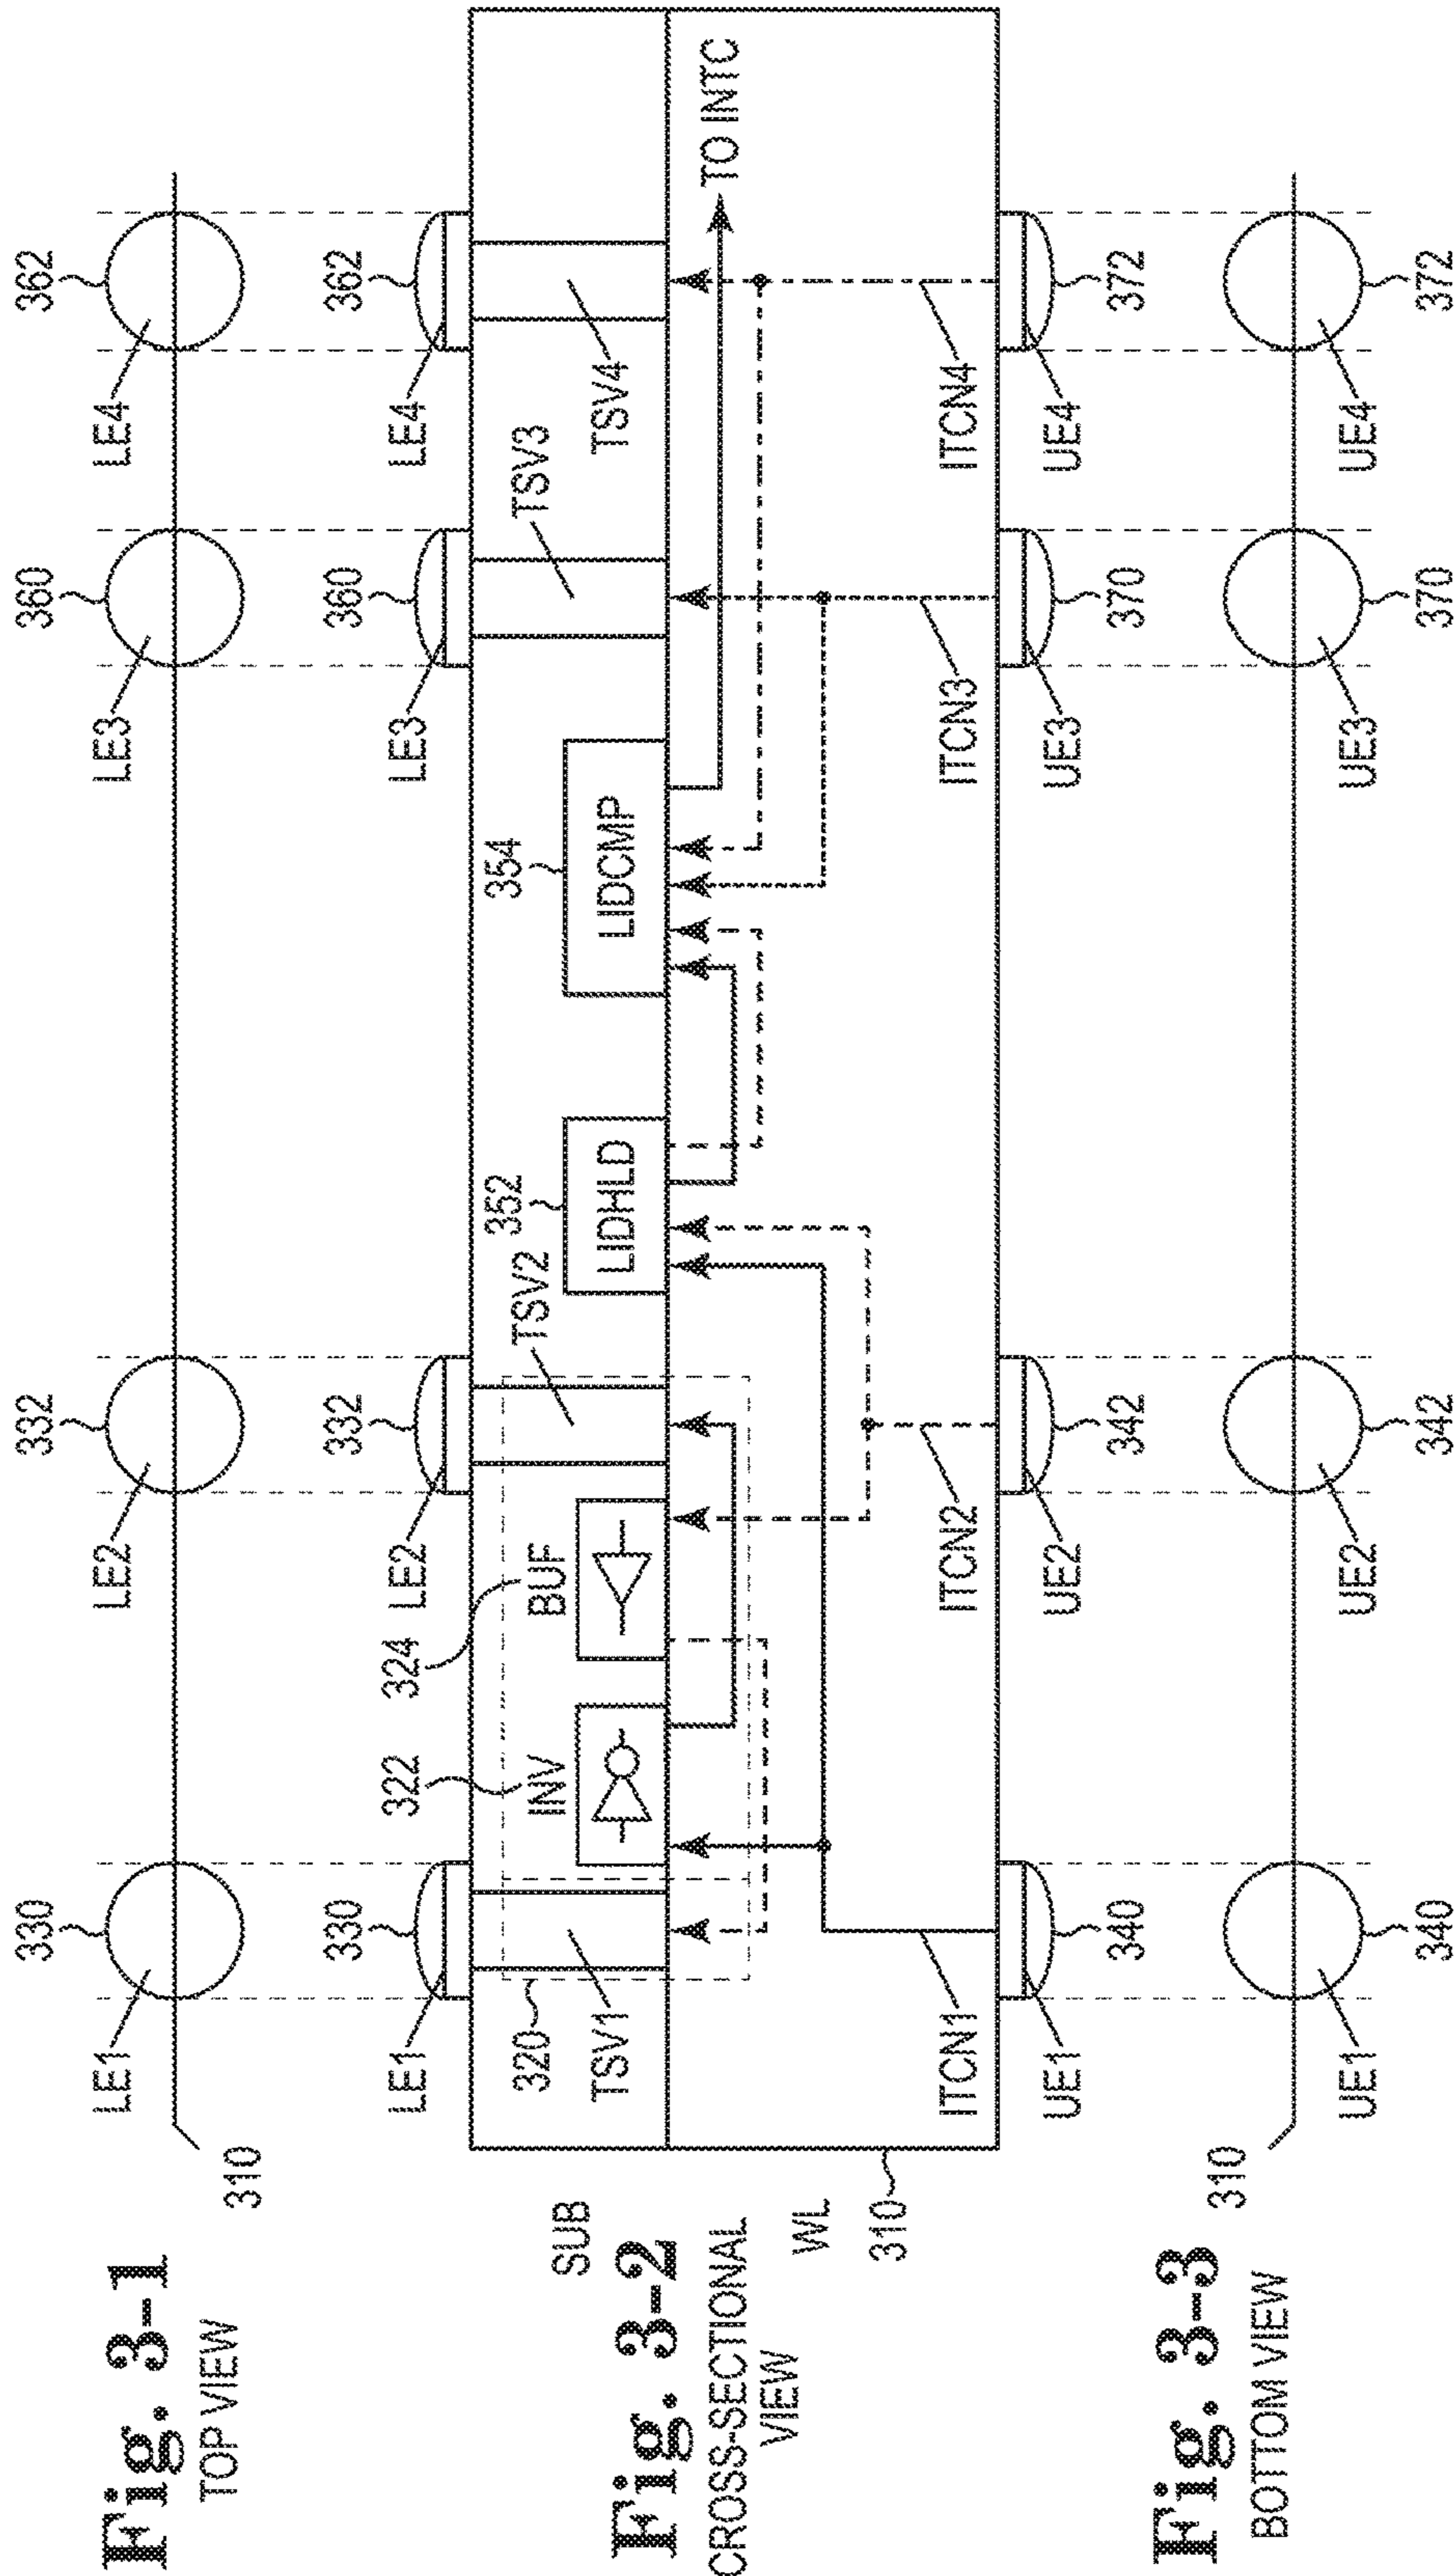 Fig. 3-1
TOP VIEW
310
LE1
330
LE2
332
LE3
360
LE4
362
Fig. 3-2
CROSS-SECTIONAL
VIEW
SUB
WL
310
LE1
330
LE2
332
LE3
360
LE4
362
320
TSV1
322
INV
324
BUF
TSV2
352
LIDHLD
354
LIDCMP
TSV3
TSV4
TO INTC
ITCN1
ITCN2
ITCN3
ITCN4
UE1
340
UE2
342
UE3
370
UE4
372
Fig. 3-3
BOTTOM VIEW
310
UE1
340
UE2
342
UE3
370
UE4
372